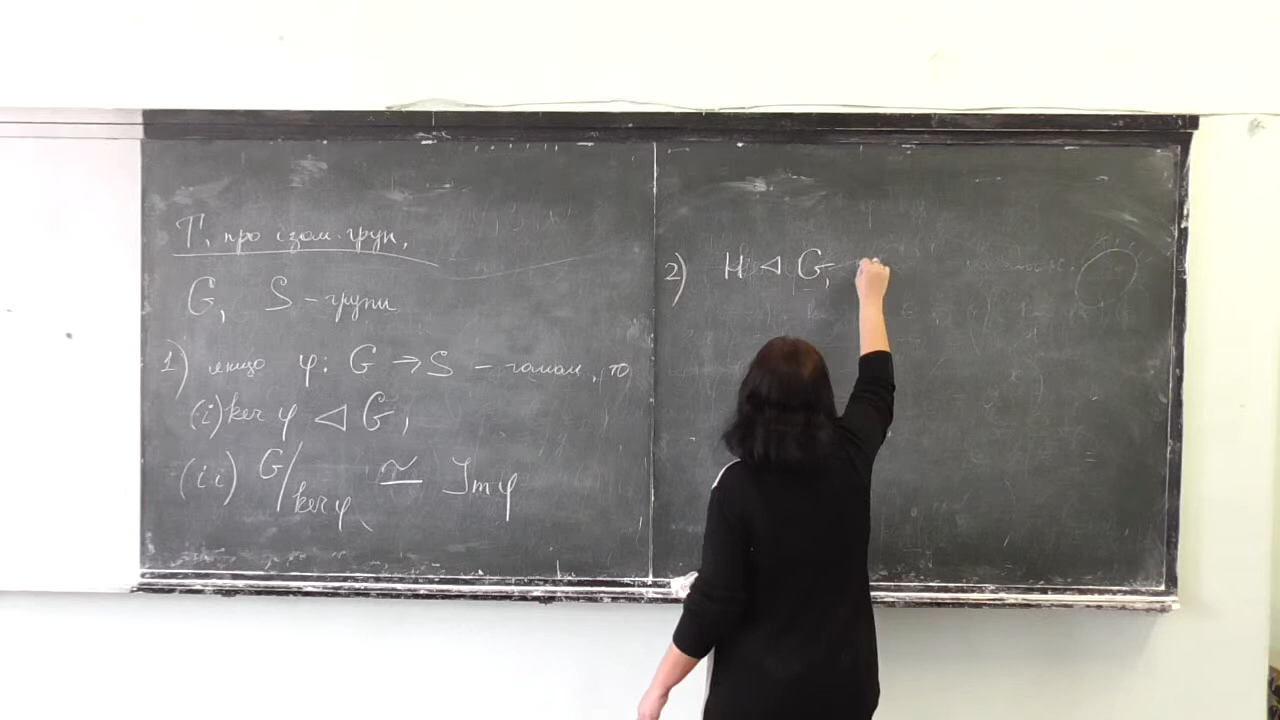 Т. про ізом. груп.
G, S - групи
1) якщо φ: G → S - гомом., то
(i) ker φ ⊲ G,
(ii) G/ker φ ≅ Im φ
2) H ⊲ G,